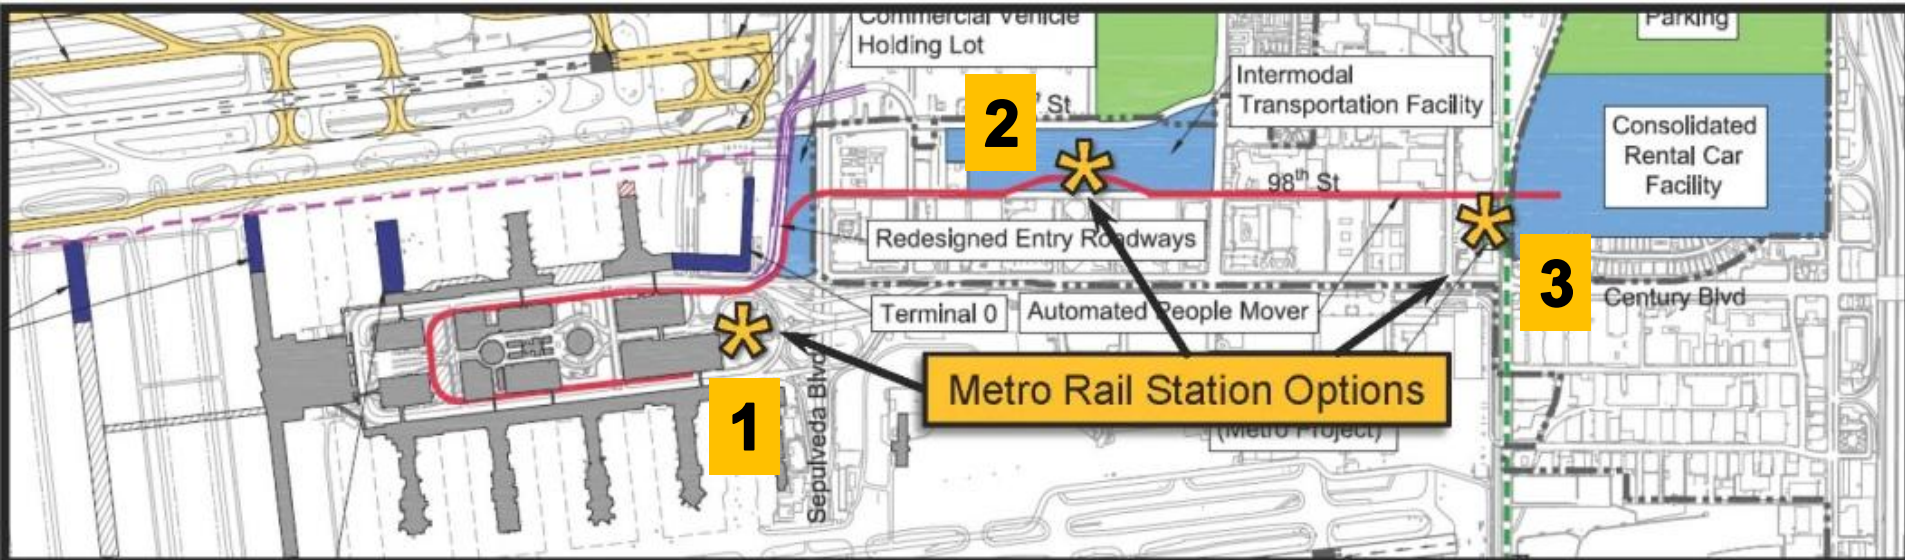 Commercial Vehicle
Holding Lot
Parking
2
St
Intermodal
Transportation Facility
Consolidated
Rental Car
Facility
98th St
Redesigned Entry Roadways
3
Century Blvd
Terminal 0
Automated People Mover
Metro Rail Station Options
1
Sepulveda Blvd
(Metro Project)